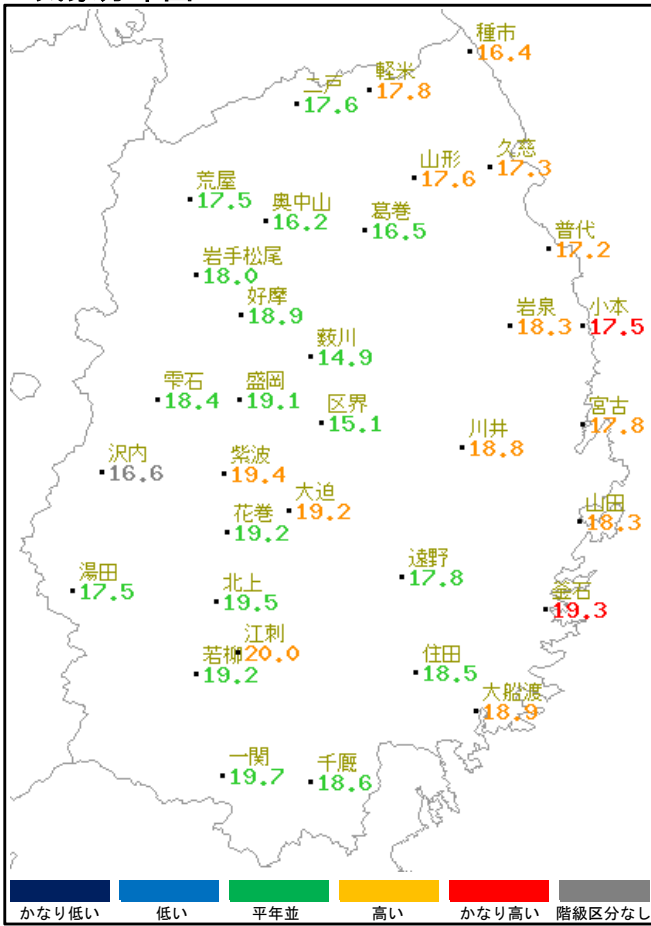 種市
16.4
軽米
17.8
二戸
17.6
久慈
17.3
山形
17.6
荒屋
17.5
奥中山
16.2
葛巻
16.5
普代
17.2
岩手松尾
18.0
好摩
18.9
岩泉
18.3
小本
17.5
薮川
14.9
雫石
18.4
盛岡
19.1
区界
15.1
宮古
17.8
川井
18.8
沢内
16.6
紫波
19.4
大迫
19.2
山田
18.3
花巻
19.2
湯田
17.5
北上
19.5
遠野
17.8
釜石
19.3
江刺
20.0
若柳
19.2
住田
18.5
大船渡
18.9
一関
19.7
千厩
18.6
かなり低い 低い 平年並 高い かなり高い 階級区分なし